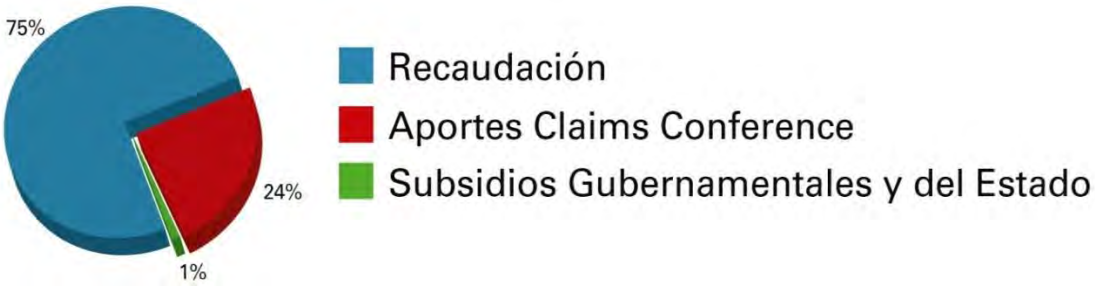 75%
Recaudación
Aportes Claims Conference
24%
Subsidios Gubernamentales y del Estado
1%